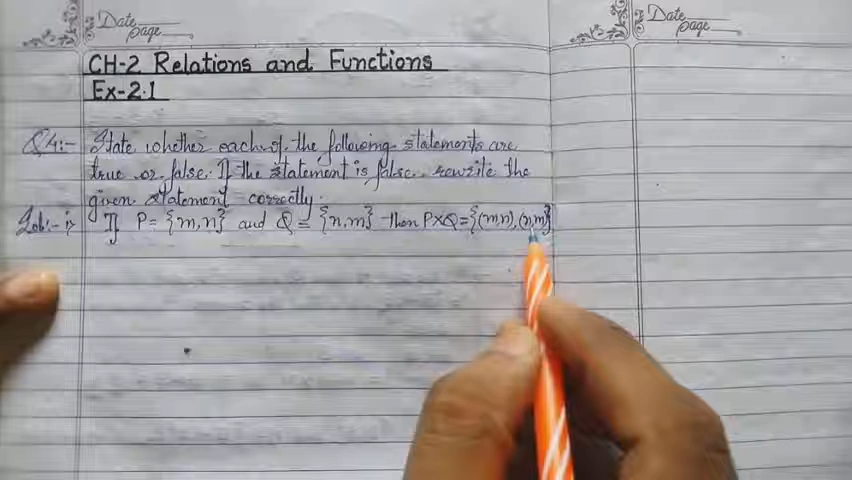 Date
Page
Date
Page
CH-2 Relations and Functions
Ex-2.1
Q4:- State whether each of the following statements are
true or false. If the statement is false, rewrite the
given statement correctly.
Sol:- i) If P = {m, n} and Q = {n, m} then P×Q = {(m,n), (n,m)}